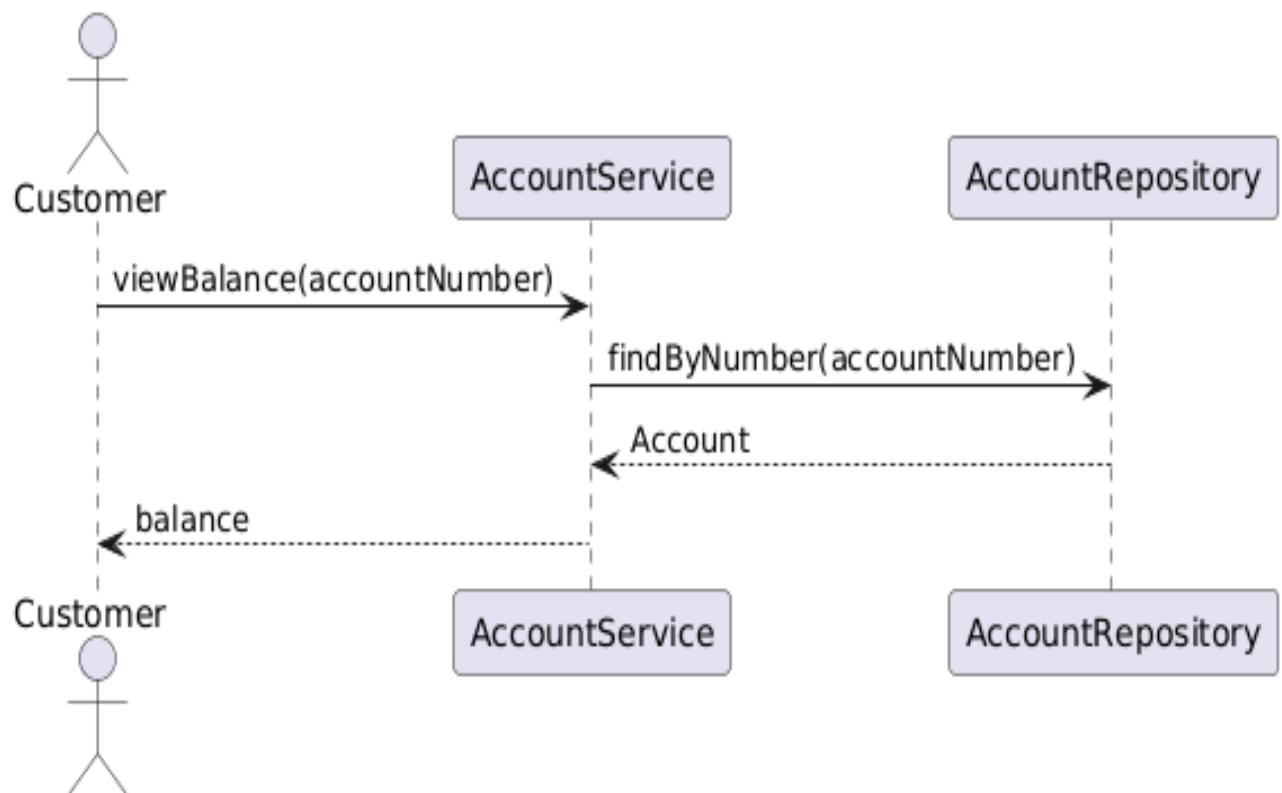 Customer
AccountService
AccountRepository
viewBalance(accountNumber)
findByNumber(accountNumber)
Account
balance
Customer
AccountService
AccountRepository